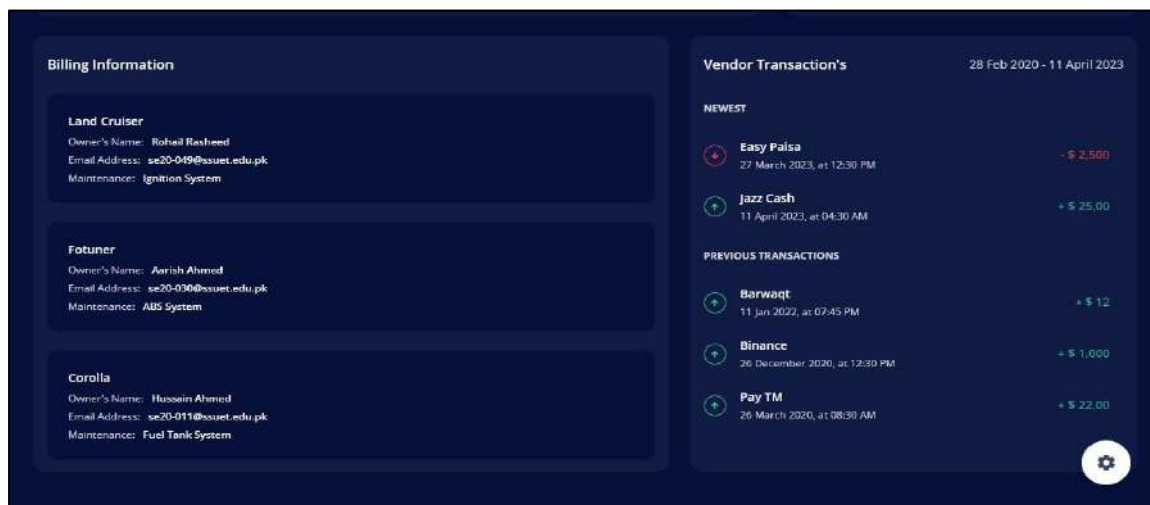 Billing Information
Land Cruiser
Owner's Name: Rohail Rasheed
Email Address: se20-049@ssuet.edu.pk
Maintenance: Ignition System
Fotuner
Owner's Name: Aarish Ahmed
Email Address: se20-030@ssuet.edu.pk
Maintenance: ABS System
Corolla
Owner's Name: Hussain Ahmed
Email Address: se20-011@ssuet.edu.pk
Maintenance: Fuel Tank System
Vendor Transaction's
28 Feb 2020 - 11 April 2023
NEWEST
Easy Paisa
27 March 2023, at 12:30 PM
- $ 2,500
Jazz Cash
11 April 2023, at 04:30 AM
+ $ 25,00
PREVIOUS TRANSACTIONS
Barwaqt
11 Jan 2022, at 07:45 PM
+ $ 12
Binance
26 December 2020, at 12:30 PM
+ $ 1,000
Pay TM
26 March 2020, at 08:30 AM
+ $ 22,00